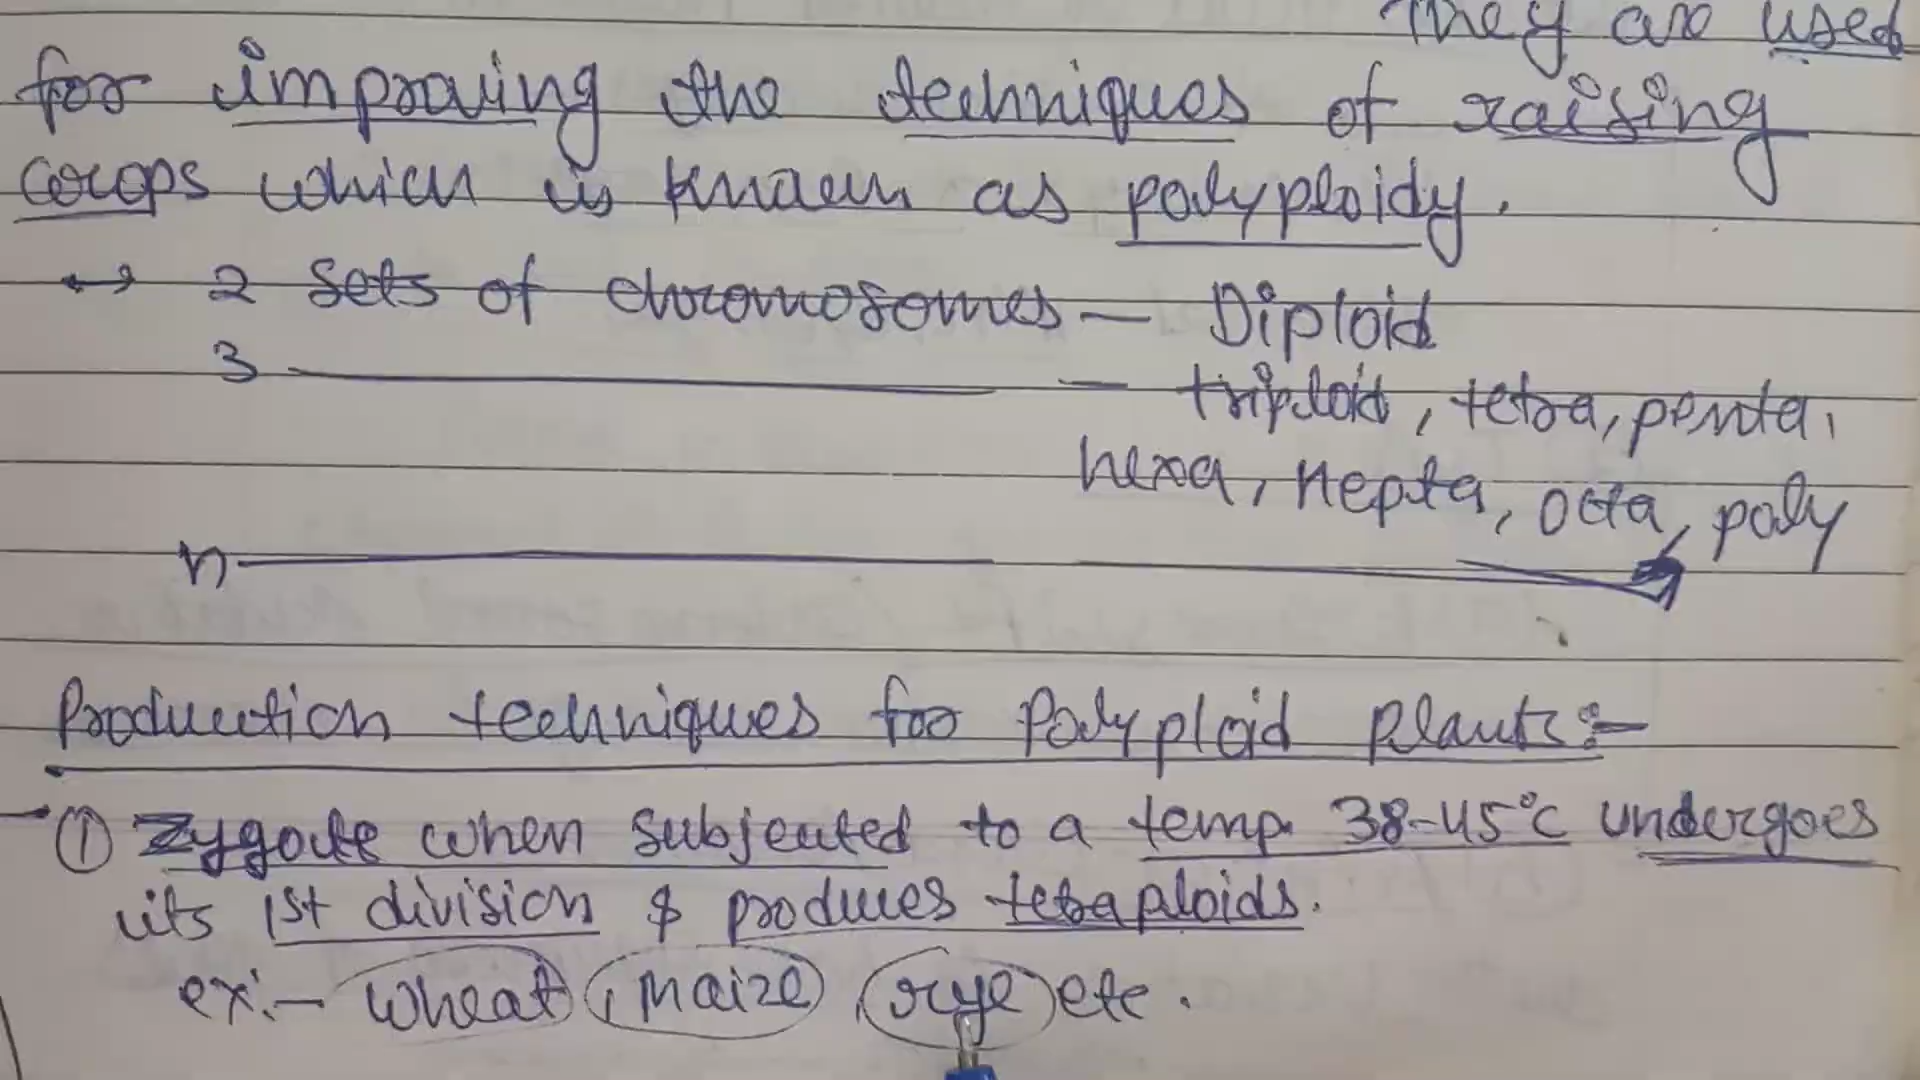 They are used
for improving the techniques of raising
crops which is known as polyploidy.
→ 2 Sets of chromosomes — Diploid
3 ———— — triploid, tetra, penta,
hexa, hepta, octa, poly
n ————
Production techniques for Polyploid Plants:-
① Zygote when subjected to a temp. 38-45°C undergoes
its 1st division & produces tetraploids.
ex:- wheat, maize, rye etc.